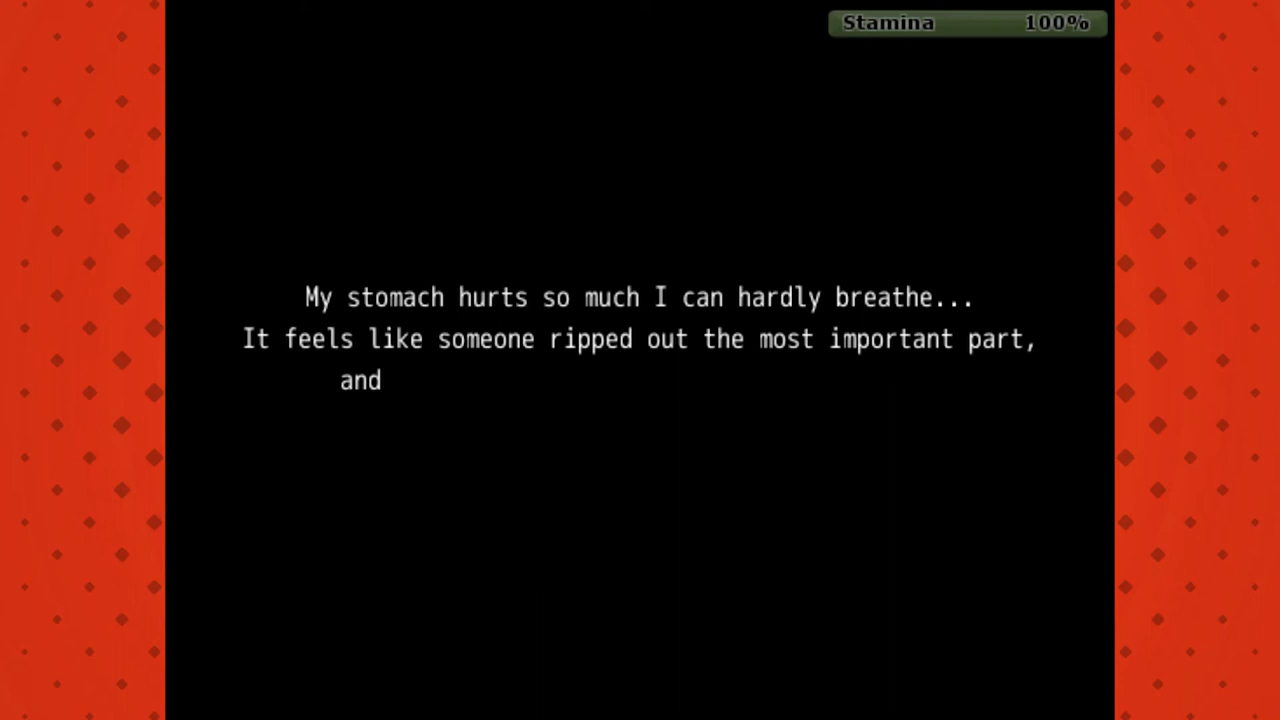 Stamina 100%
My stomach hurts so much I can hardly breathe...
It feels like someone ripped out the most important part,
and